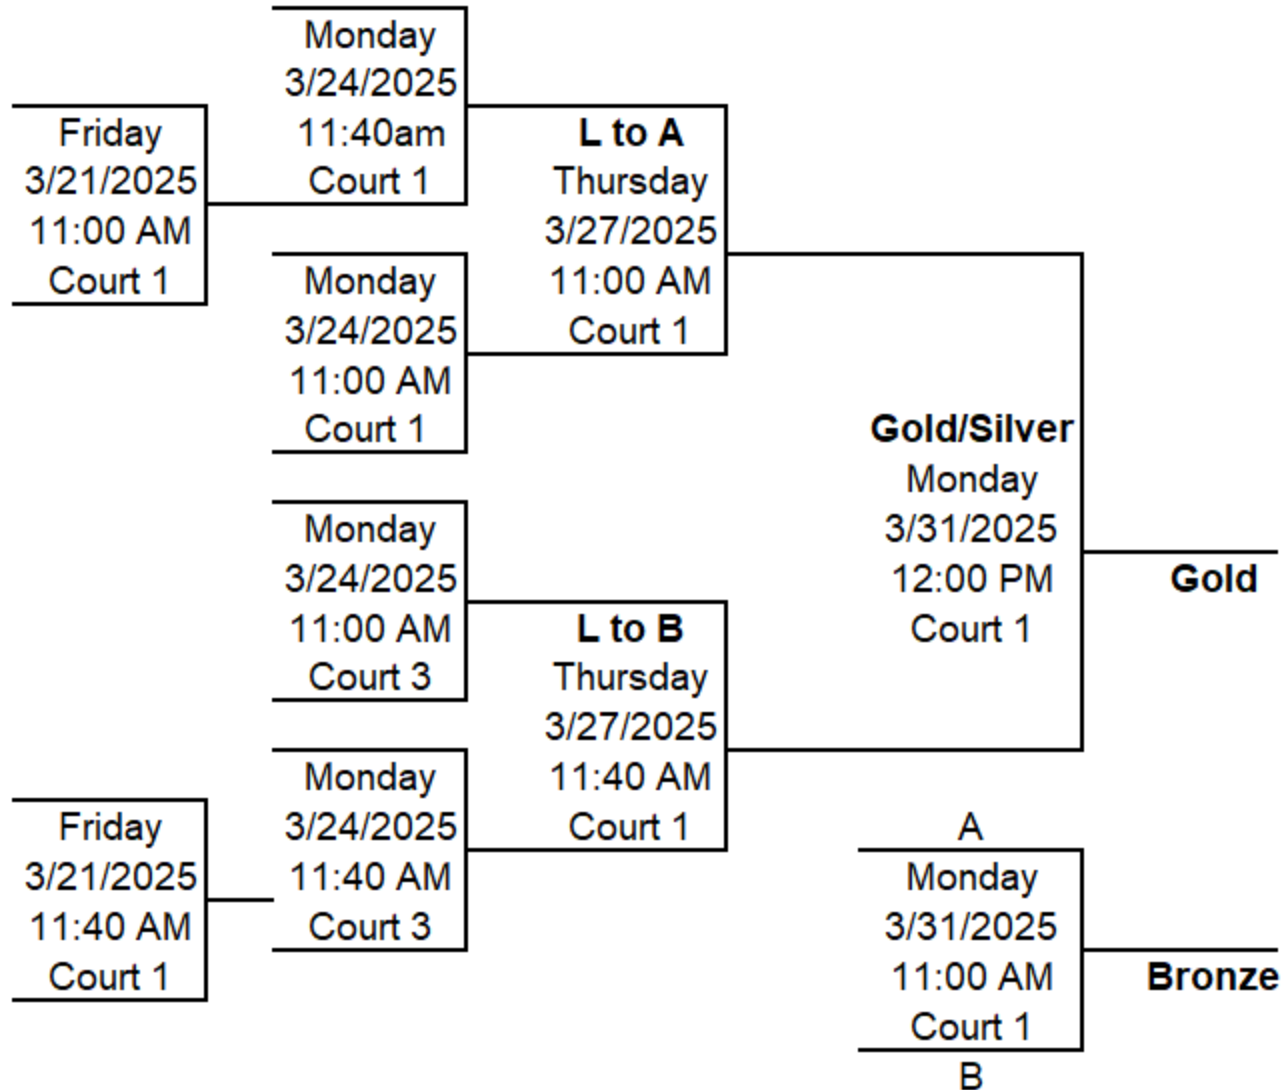 Monday
3/24/2025
11:40am
Court 1
Friday
3/21/2025
11:00 AM
Court 1
L to A
Thursday
3/27/2025
11:00 AM
Court 1
Monday
3/24/2025
11:00 AM
Court 1
Gold/Silver
Monday
3/31/2025
12:00 PM
Court 1
Gold
Monday
3/24/2025
11:00 AM
Court 3
L to B
Thursday
3/27/2025
11:40 AM
Court 1
Monday
3/24/2025
11:40 AM
Court 3
Friday
3/21/2025
11:40 AM
Court 1
A
Monday
3/31/2025
11:00 AM
Court 1
B
Bronze